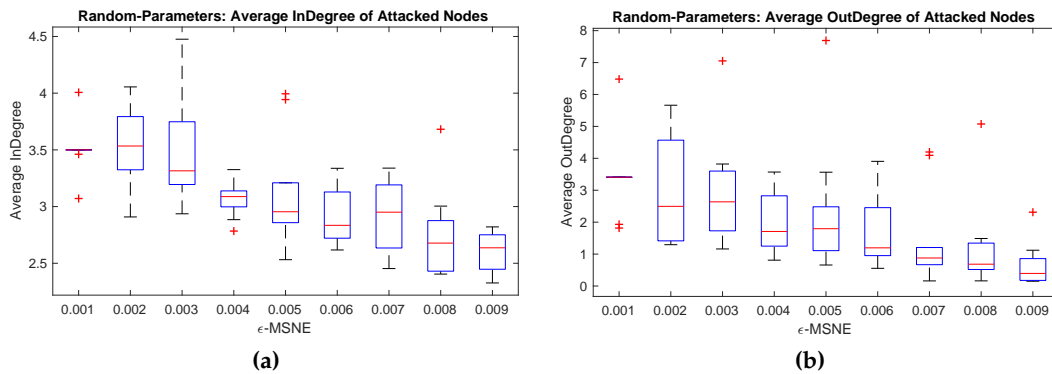 Random-Parameters: Average InDegree of Attacked Nodes
4.5
4
3.5
3
2.5
Average InDegree
0.001 0.002 0.003 0.004 0.005 0.006 0.007 0.008 0.009
ϵ-MSNE
(a)
Random-Parameters: Average OutDegree of Attacked Nodes
8
7
6
5
4
3
2
1
0
Average OutDegree
0.001 0.002 0.003 0.004 0.005 0.006 0.007 0.008 0.009
ϵ-MSNE
(b)